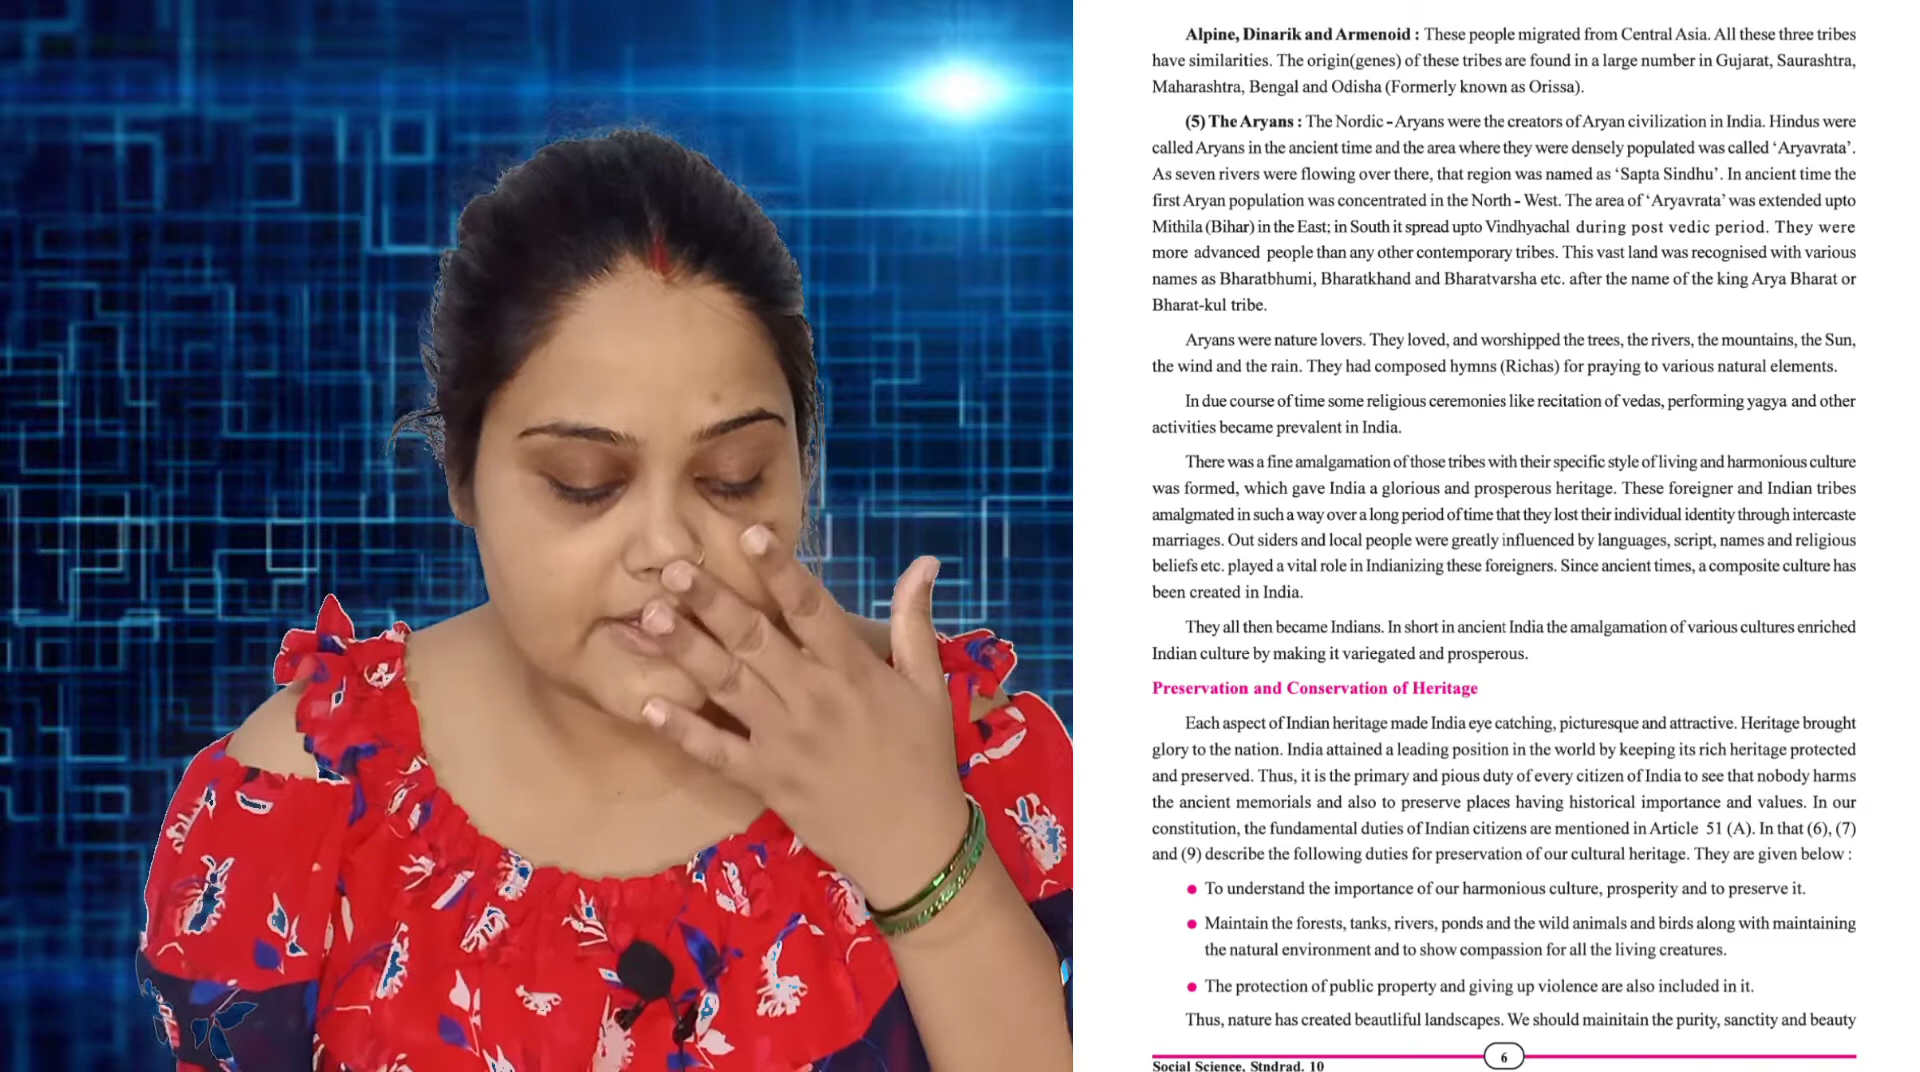 Alpine, Dinarik and Armenoid : These people migrated from Central Asia. All these three tribes
have similarities. The origin(genes) of these tribes are found in a large number in Gujarat, Saurashtra,
Maharashtra, Bengal and Odisha (Formerly known as Orissa).
(5) The Aryans : The Nordic - Aryans were the creators of Aryan civilization in India. Hindus were
called Aryans in the ancient time and the area where they were densely populated was called ‘Aryavrata’.
As seven rivers were flowing over there, that region was named as ‘Sapta Sindhu’. In ancient time the
first Aryan population was concentrated in the North - West. The area of ‘Aryavrata’ was extended upto
Mithila (Bihar) in the East; in South it spread upto Vindhyachal during post vedic period. They were
more advanced people than any other contemporary tribes. This vast land was recognised with various
names as Bharatbhumi, Bharatkhand and Bharatvarsha etc. after the name of the king Arya Bharat or
Bharat-kul tribe.
Aryans were nature lovers. They loved, and worshipped the trees, the rivers, the mountains, the Sun,
the wind and the rain. They had composed hymns (Richas) for praying to various natural elements.
In due course of time some religious ceremonies like recitation of vedas, performing yagya and other
activities became prevalent in India.
There was a fine amalgamation of those tribes with their specific style of living and harmonious culture
was formed, which gave India a glorious and prosperous heritage. These foreigner and Indian tribes
amalgmated in such a way over a long period of time that they lost their individual identity through intercaste
marriages. Out siders and local people were greatly influenced by languages, script, names and religious
beliefs etc. played a vital role in Indianizing these foreigners. Since ancient times, a composite culture has
been created in India.
They all then became Indians. In short in ancient India the amalgamation of various cultures enriched
Indian culture by making it variegated and prosperous.
Preservation and Conservation of Heritage
Each aspect of Indian heritage made India eye catching, picturesque and attractive. Heritage brought
glory to the nation. India attained a leading position in the world by keeping its rich heritage protected
and preserved. Thus, it is the primary and pious duty of every citizen of India to see that nobody harms
the ancient memorials and also to preserve places having historical importance and values. In our
constitution, the fundamental duties of Indian citizens are mentioned in Article 51 (A). In that (6), (7)
and (9) describe the following duties for preservation of our cultural heritage. They are given below :
● To understand the importance of our harmonious culture, prosperity and to preserve it.
● Maintain the forests, tanks, rivers, ponds and the wild animals and birds along with maintaining
the natural environment and to show compassion for all the living creatures.
● The protection of public property and giving up violence are also included in it.
Thus, nature has created beautliful landscapes. We should mainitain the purity, sanctity and beauty
6
Social Science, Stndrad. 10